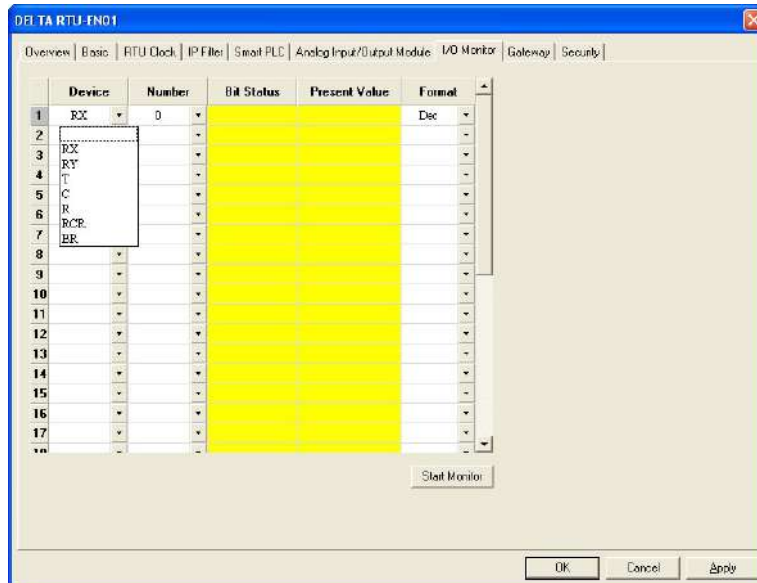 DELTA RTU-EN01
Overview Basic RTU Clock IP Filter Smart PLC Analog Input/Output Module I/O Monitor Gateway Security
Device Number Bit Status Present Value Format
1 RX 0 Dec
2
3 RX
RY
4 T
5 C
6 R
RCR
7 BR
8
9
10
11
12
13
14
15
16
17
18
Start Monitor
OK Cancel Apply